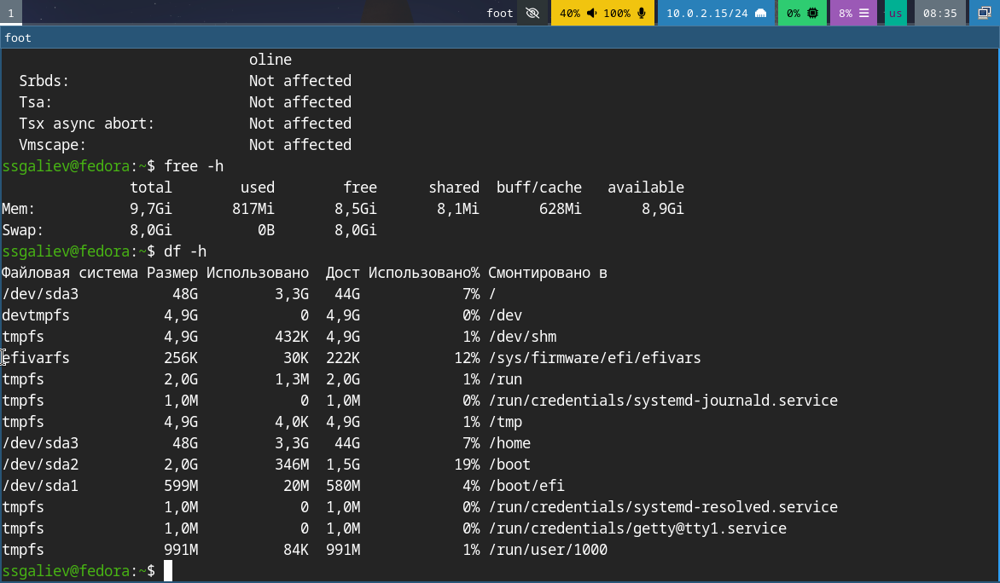 1 foot 40% 100% 10.0.2.15/24 0% 8% us 08:35
foot
oline
Srbds: Not affected
Tsa: Not affected
Tsx async abort: Not affected
Vmscape: Not affected
ssgaliev@fedora:~$ free -h
total used free shared buff/cache available
Mem: 9,7Gi 817Mi 8,5Gi 8,1Mi 628Mi 8,9Gi
Swap: 8,0Gi 0B 8,0Gi
ssgaliev@fedora:~$ df -h
Файловая система Размер Использовано Дост Использовано% Смонтировано в
/dev/sda3 48G 3,3G 44G 7% /
devtmpfs 4,9G 0 4,9G 0% /dev
tmpfs 4,9G 432K 4,9G 1% /dev/shm
efivarfs 256K 30K 222K 12% /sys/firmware/efi/efivars
tmpfs 2,0G 1,3M 2,0G 1% /run
tmpfs 1,0M 0 1,0M 0% /run/credentials/systemd-journald.service
tmpfs 4,9G 4,0K 4,9G 1% /tmp
/dev/sda3 48G 3,3G 44G 7% /home
/dev/sda2 2,0G 346M 1,5G 19% /boot
/dev/sda1 599M 20M 580M 4% /boot/efi
tmpfs 1,0M 0 1,0M 0% /run/credentials/systemd-resolved.service
tmpfs 1,0M 0 1,0M 0% /run/credentials/getty@tty1.service
tmpfs 991M 84K 991M 1% /run/user/1000
ssgaliev@fedora:~$